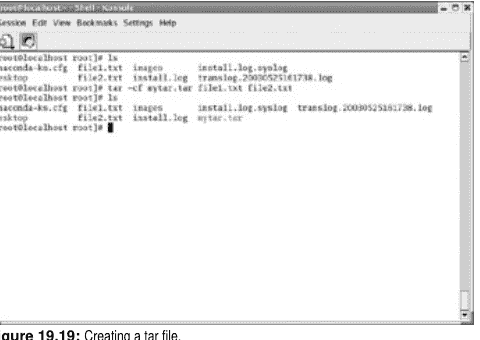 root@localhost: - Shell - Konsole
Session Edit View Bookmarks Settings Help
root@localhost root]# ls
naconda-ks.cfg file1.txt images install.log.syslog
esktop file2.txt install.log translog.20030525161738.log
root@localhost root]# tar -cf mytar.tar file1.txt file2.txt
root@localhost root]# ls
naconda-ks.cfg file1.txt images install.log.syslog translog.20030525161738.log
esktop file2.txt install.log mytar.tar
root@localhost root]#
gure 19.19: Creating a tar file.